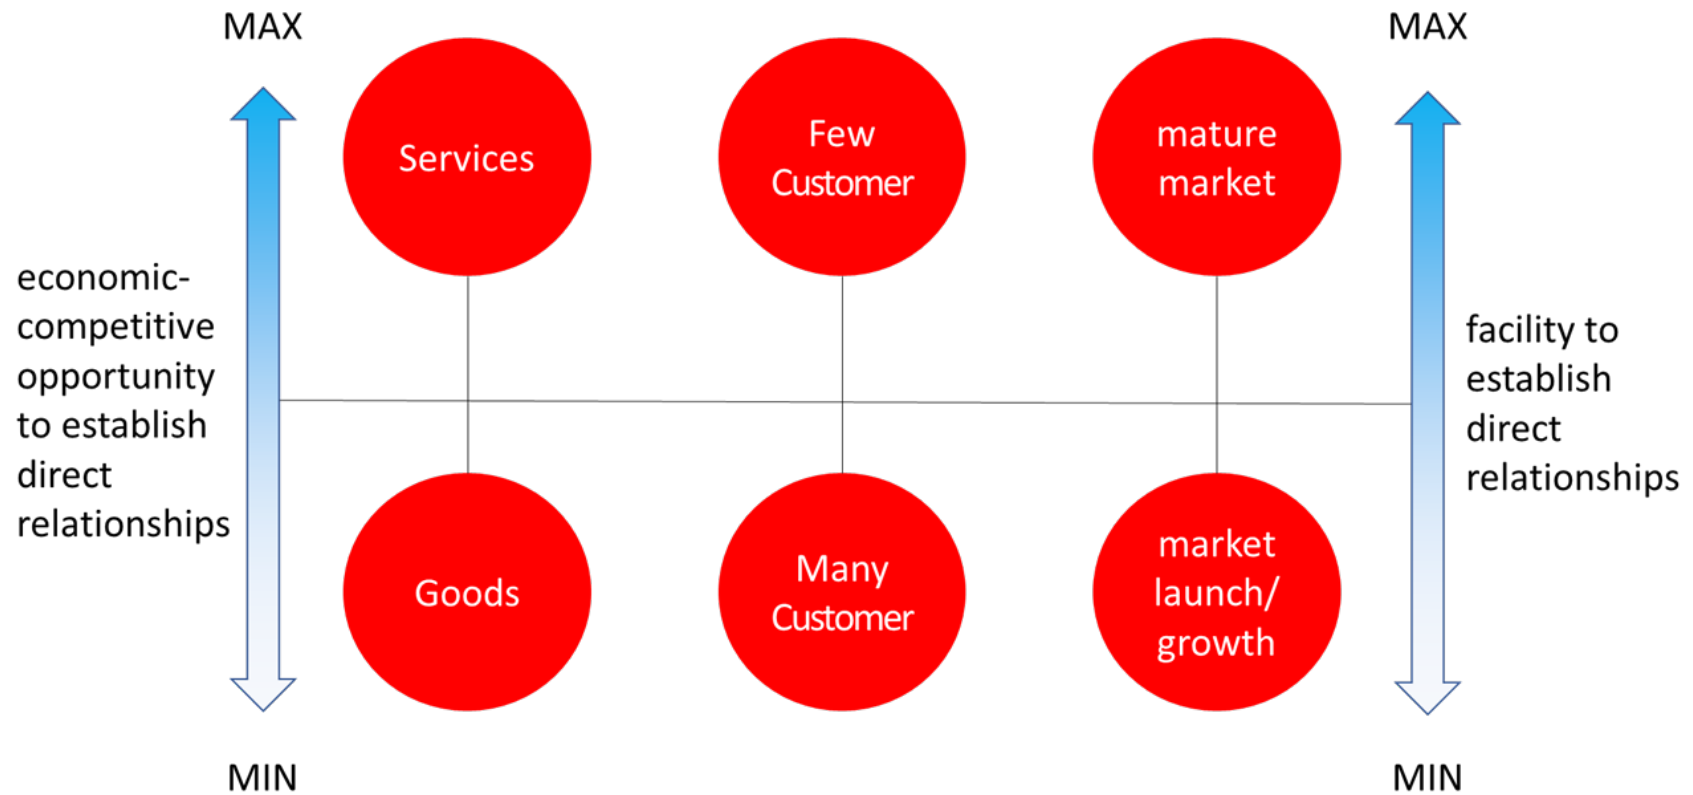 MAX
MAX
Services
Few
Customer
mature
market
economic-
competitive
opportunity
to establish
direct
relationships
facility to
establish
direct
relationships
Goods
Many
Customer
market
launch/
growth
MIN
MIN